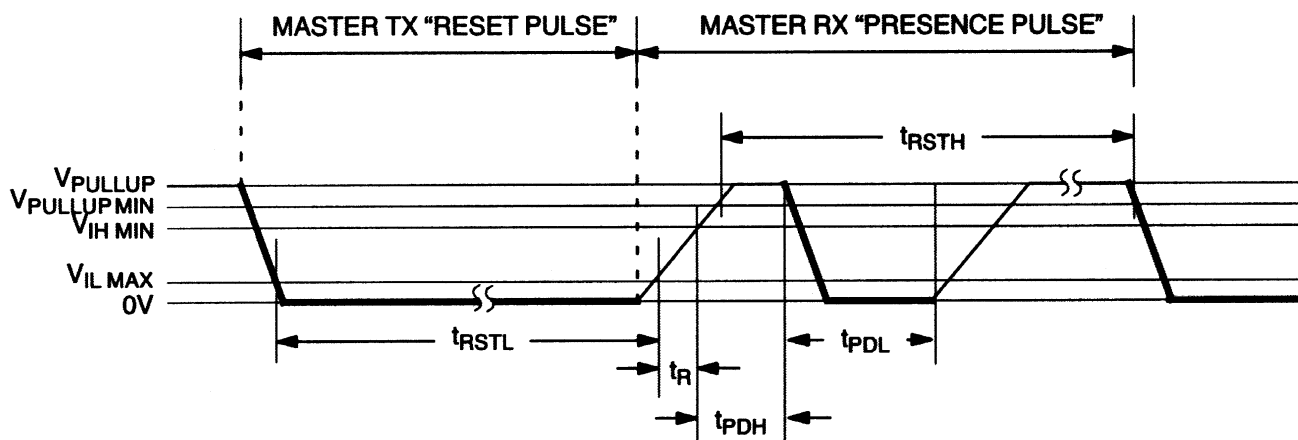 MASTER TX “RESET PULSE” MASTER RX “PRESENCE PULSE”
tRSTH
VPULLUP
VPULLUP MIN
VIH MIN
VIL MAX
0V
tRSTL
tPDL
tR
tPDH